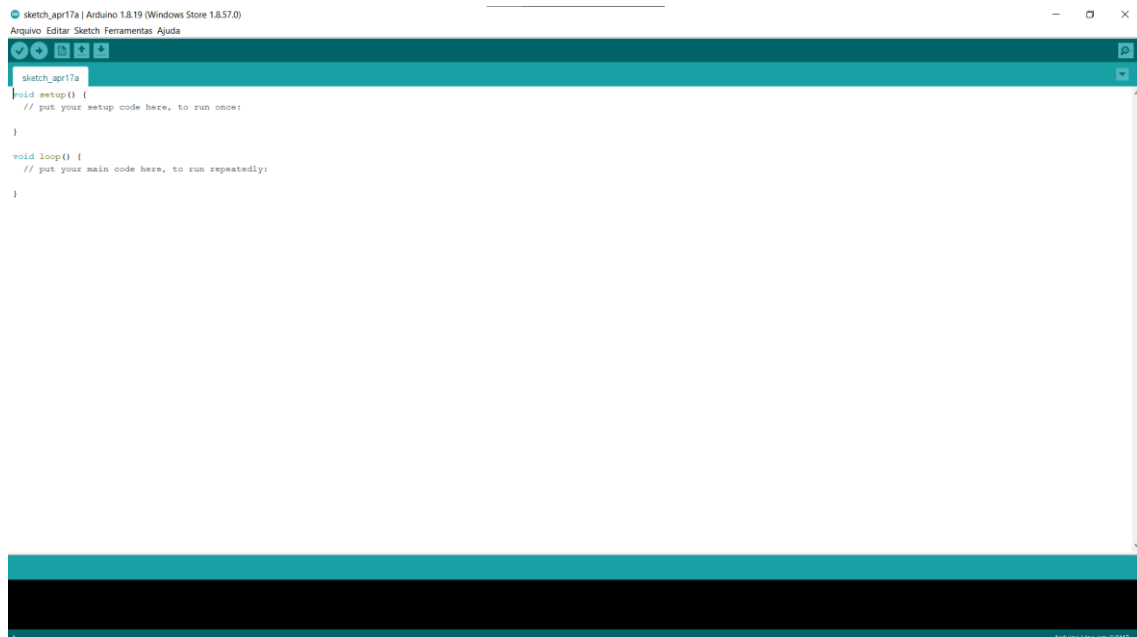 sketch_apr17a | Arduino 1.8.19 (Windows Store 1.8.57.0)
Arquivo Editar Sketch Ferramentas Ajuda
sketch_apr17a
void setup() {
// put your setup code here, to run once:
}
void loop() {
// put your main code here, to run repeatedly:
}